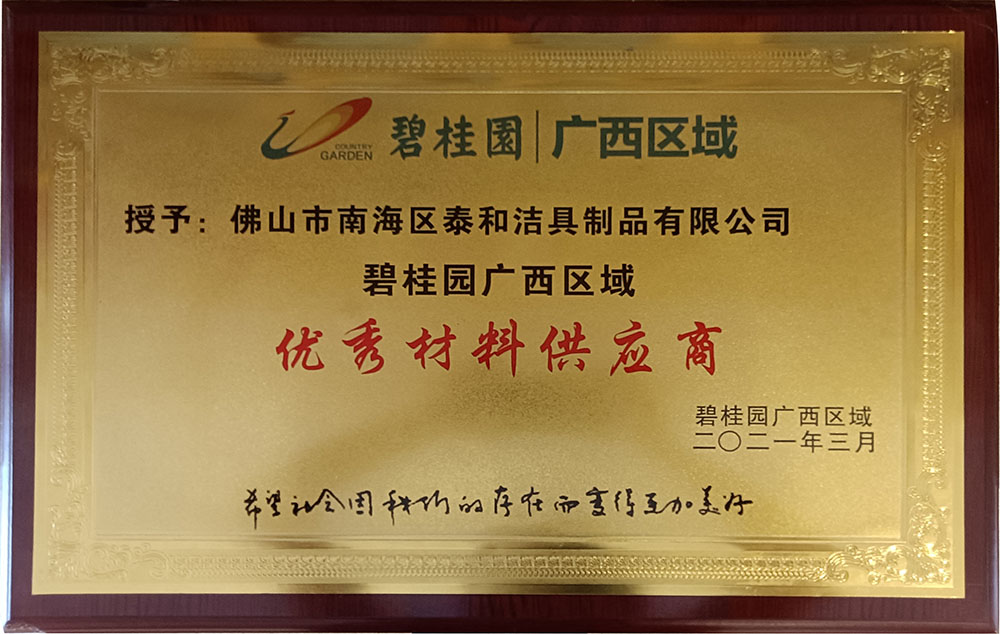 COUNTRY
GARDEN
碧桂園|广西区域
授予：佛山市南海区泰和洁具制品有限公司
碧桂园广西区域
优秀材料供应商
碧桂园广西区域
二〇二一年三月
希望社会因我们的存在而变得更加美好